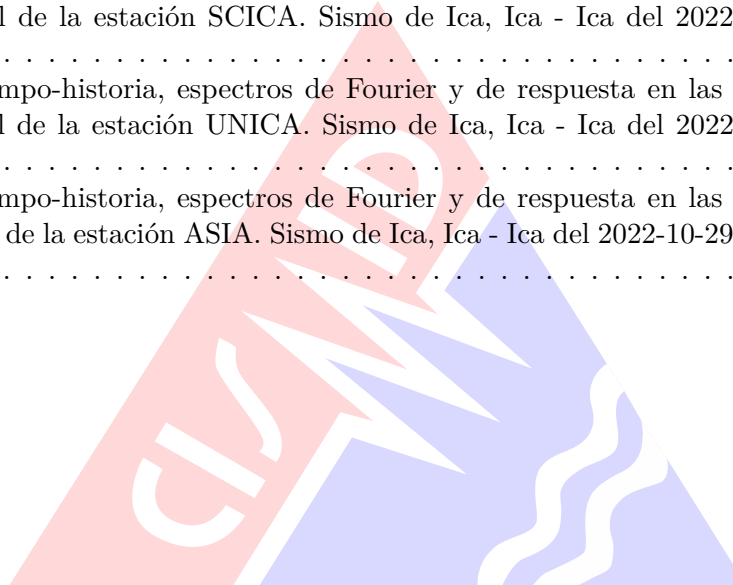 l de la estación SCICA. Sismo de Ica, Ica - Ica del 2022
. . . . . . . . . . . . . . . . . . . . . . . . . . . . . . . . .
mpo-historia, espectros de Fourier y de respuesta en las
l de la estación UNICA. Sismo de Ica, Ica - Ica del 2022
. . . . . . . . . . . . . . . . . . . . . . . . . . . . . . . . .
mpo-historia, espectros de Fourier y de respuesta en las
de la estación ASIA. Sismo de Ica, Ica - Ica del 2022-10-29
. . . . . . . . . . . . . . . . . . . . . . . . . . . . . . . . .
CISMID